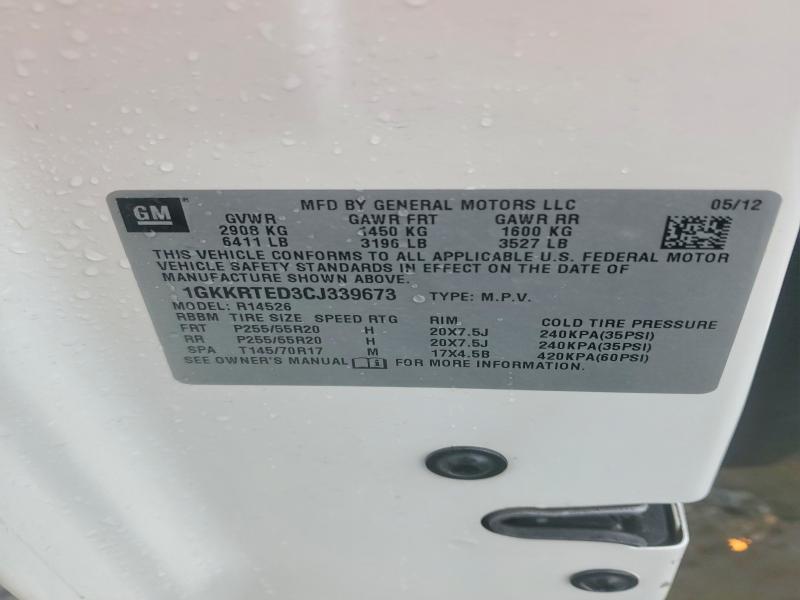 GM MFD BY GENERAL MOTORS LLC 05/12
GVWR GAWR FRT GAWR RR
2908 KG 1450 KG 1600 KG
6411 LB 3196 LB 3527 LB
THIS VEHICLE CONFORMS TO ALL APPLICABLE U.S. FEDERAL MOTOR
VEHICLE SAFETY STANDARDS IN EFFECT ON THE DATE OF
MANUFACTURE SHOWN ABOVE.
1GKKRTED3CJ339673 TYPE: M.P.V.
MODEL: R14526
RBBM TIRE SIZE SPEED RTG RIM COLD TIRE PRESSURE
FRT P255/55R20 H 20X7.5J 240KPA(35PSI)
RR P255/55R20 H 20X7.5J 240KPA(35PSI)
SPA T145/70R17 M 17X4.5B 420KPA(60PSI)
SEE OWNER'S MANUAL FOR MORE INFORMATION.